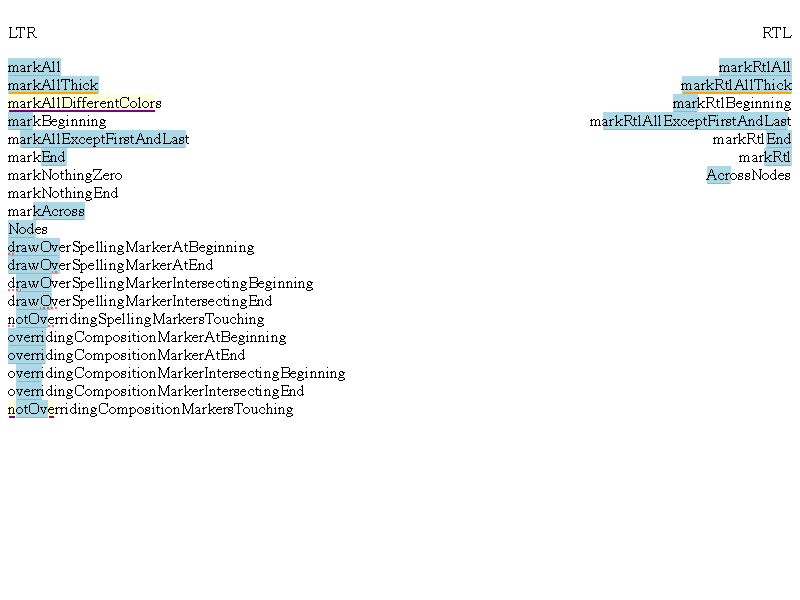 LTR
markAll
markAllThick
markAllDifferentColors
markBeginning
markAllExceptFirstAndLast
markEnd
markNothingZero
markNothingEnd
markAcross
Nodes
drawOverSpellingMarkerAtBeginning
drawOverSpellingMarkerAtEnd
drawOverSpellingMarkerIntersectingBeginning
drawOverSpellingMarkerIntersectingEnd
notOverridingSpellingMarkersTouching
overridingCompositionMarkerAtBeginning
overridingCompositionMarkerAtEnd
overridingCompositionMarkerIntersectingBeginning
overridingCompositionMarkerIntersectingEnd
notOverridingCompositionMarkersTouching
RTL
markRtlAll
markRtlAllThick
markRtlBeginning
markRtlAllExceptFirstAndLast
markRtlEnd
markRtl
AcrossNodes